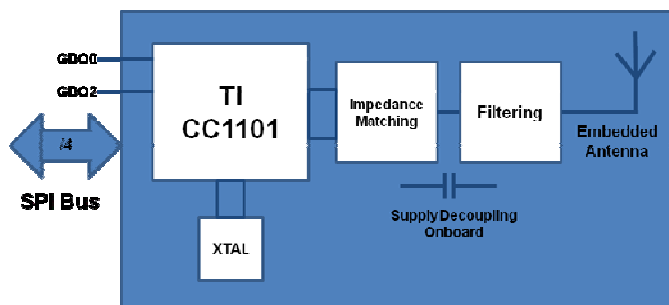 GDO0
GDO2
/4
SPI Bus
TI
CC1101
XTAL
Impedance
Matching
Filtering
Embedded
Antenna
Supply Decoupling
Onboard